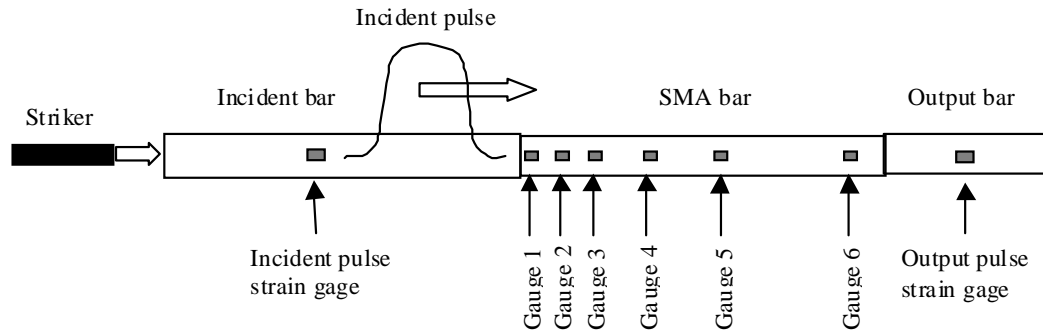 Incident pulse
Incident bar
SMA bar
Output bar
Striker
Incident pulse
strain gage
Gauge 1
Gauge 2
Gauge 3
Gauge 4
Gauge 5
Gauge 6
Output pulse
strain gage